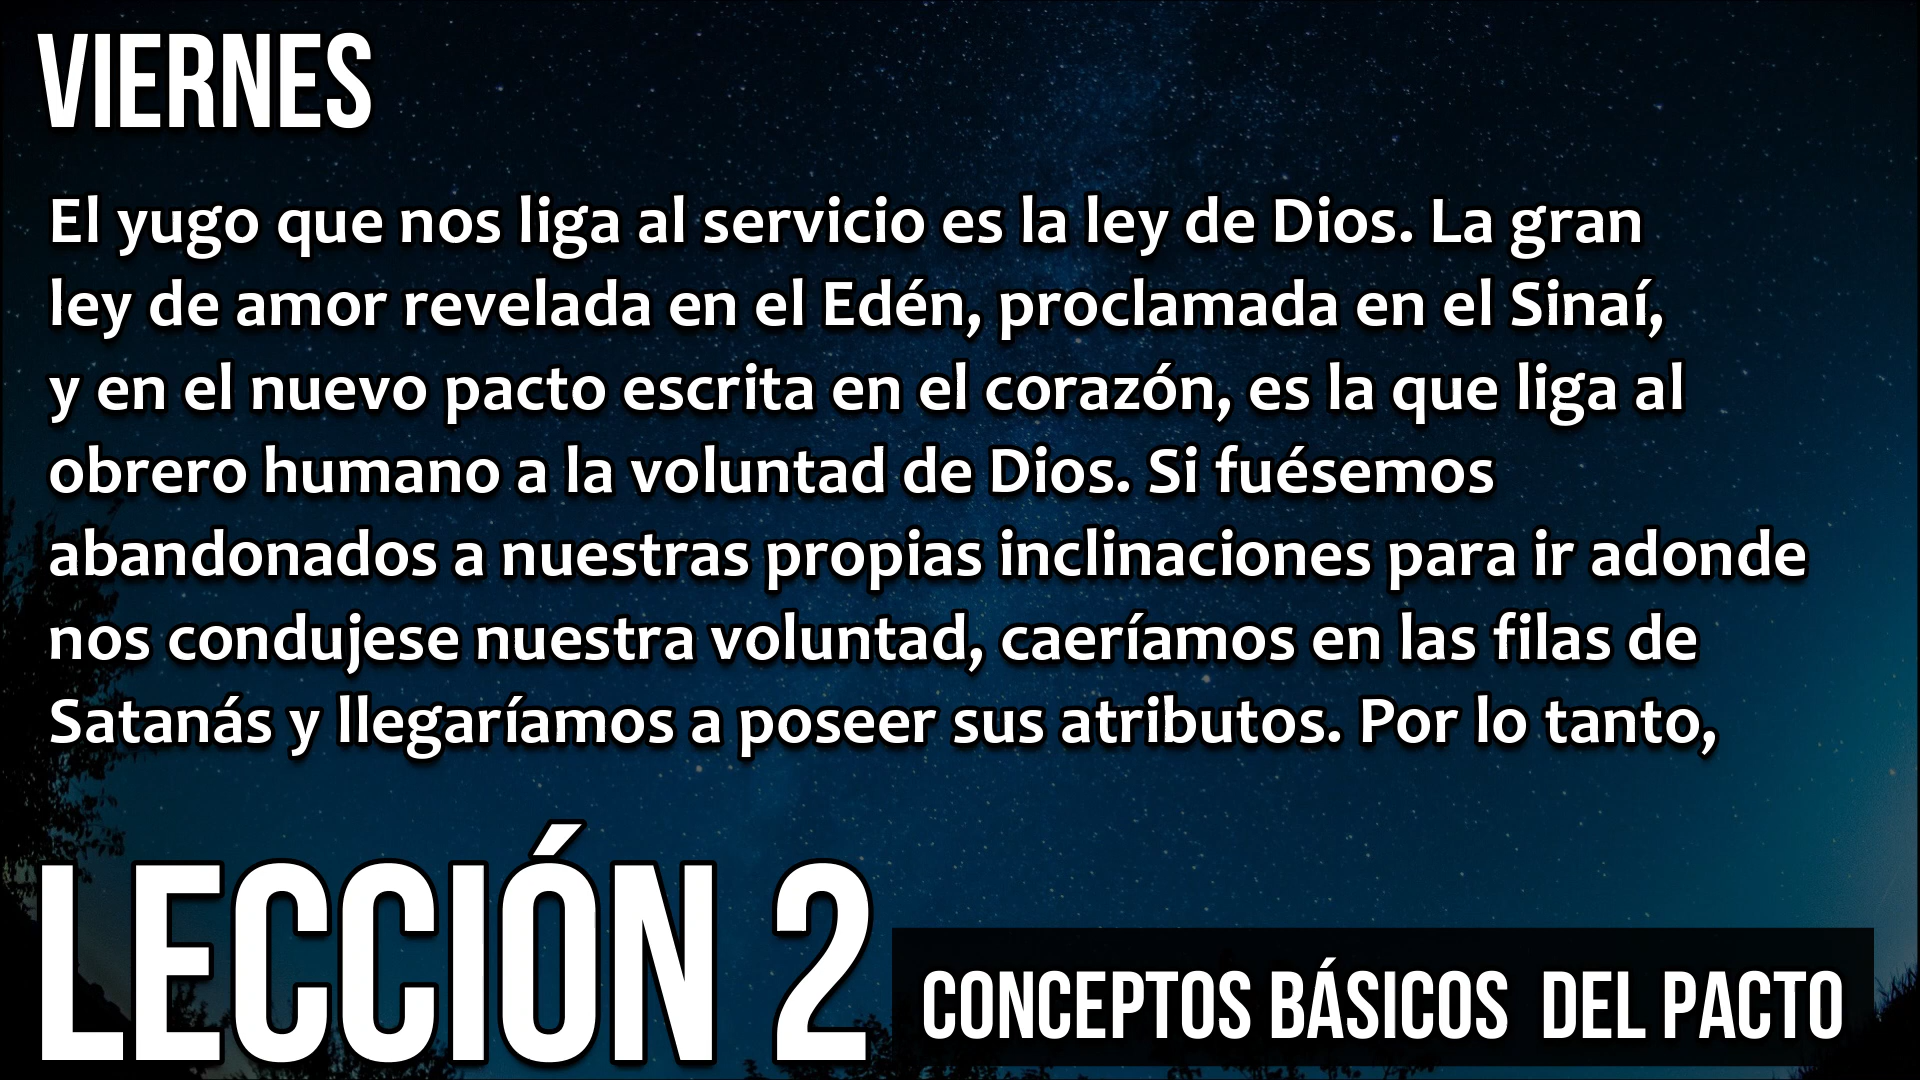 VIERNES
El yugo que nos liga al servicio es la ley de Dios. La gran
ley de amor revelada en el Edén, proclamada en el Sinaí,
y en el nuevo pacto escrita en el corazón, es la que liga al
obrero humano a la voluntad de Dios. Si fuésemos
abandonados a nuestras propias inclinaciones para ir adonde
nos condujese nuestra voluntad, caeríamos en las filas de
Satanás y llegaríamos a poseer sus atributos. Por lo tanto,
LECCIÓN 2
CONCEPTOS BÁSICOS DEL PACTO